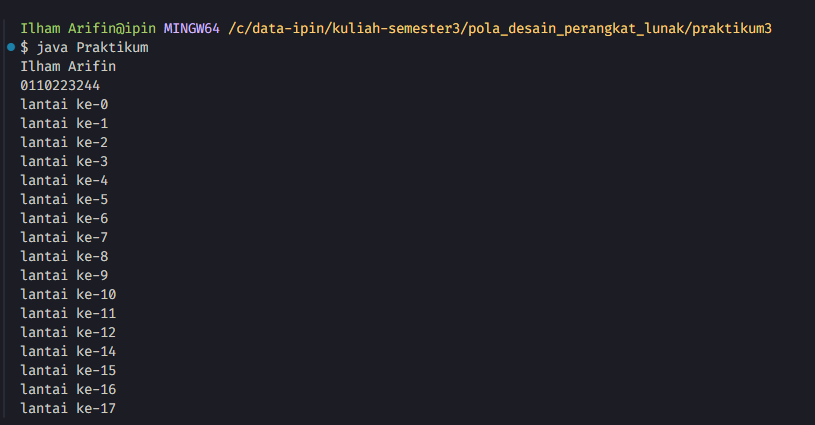 Ilham Arifin@ipin MINGW64 /c/data-ipin/kuliah-semester3/pola_desain_perangkat_lunak/praktikum3
$ java Praktikum
Ilham Arifin
0110223244
lantai ke-0
lantai ke-1
lantai ke-2
lantai ke-3
lantai ke-4
lantai ke-5
lantai ke-6
lantai ke-7
lantai ke-8
lantai ke-9
lantai ke-10
lantai ke-11
lantai ke-12
lantai ke-14
lantai ke-15
lantai ke-16
lantai ke-17